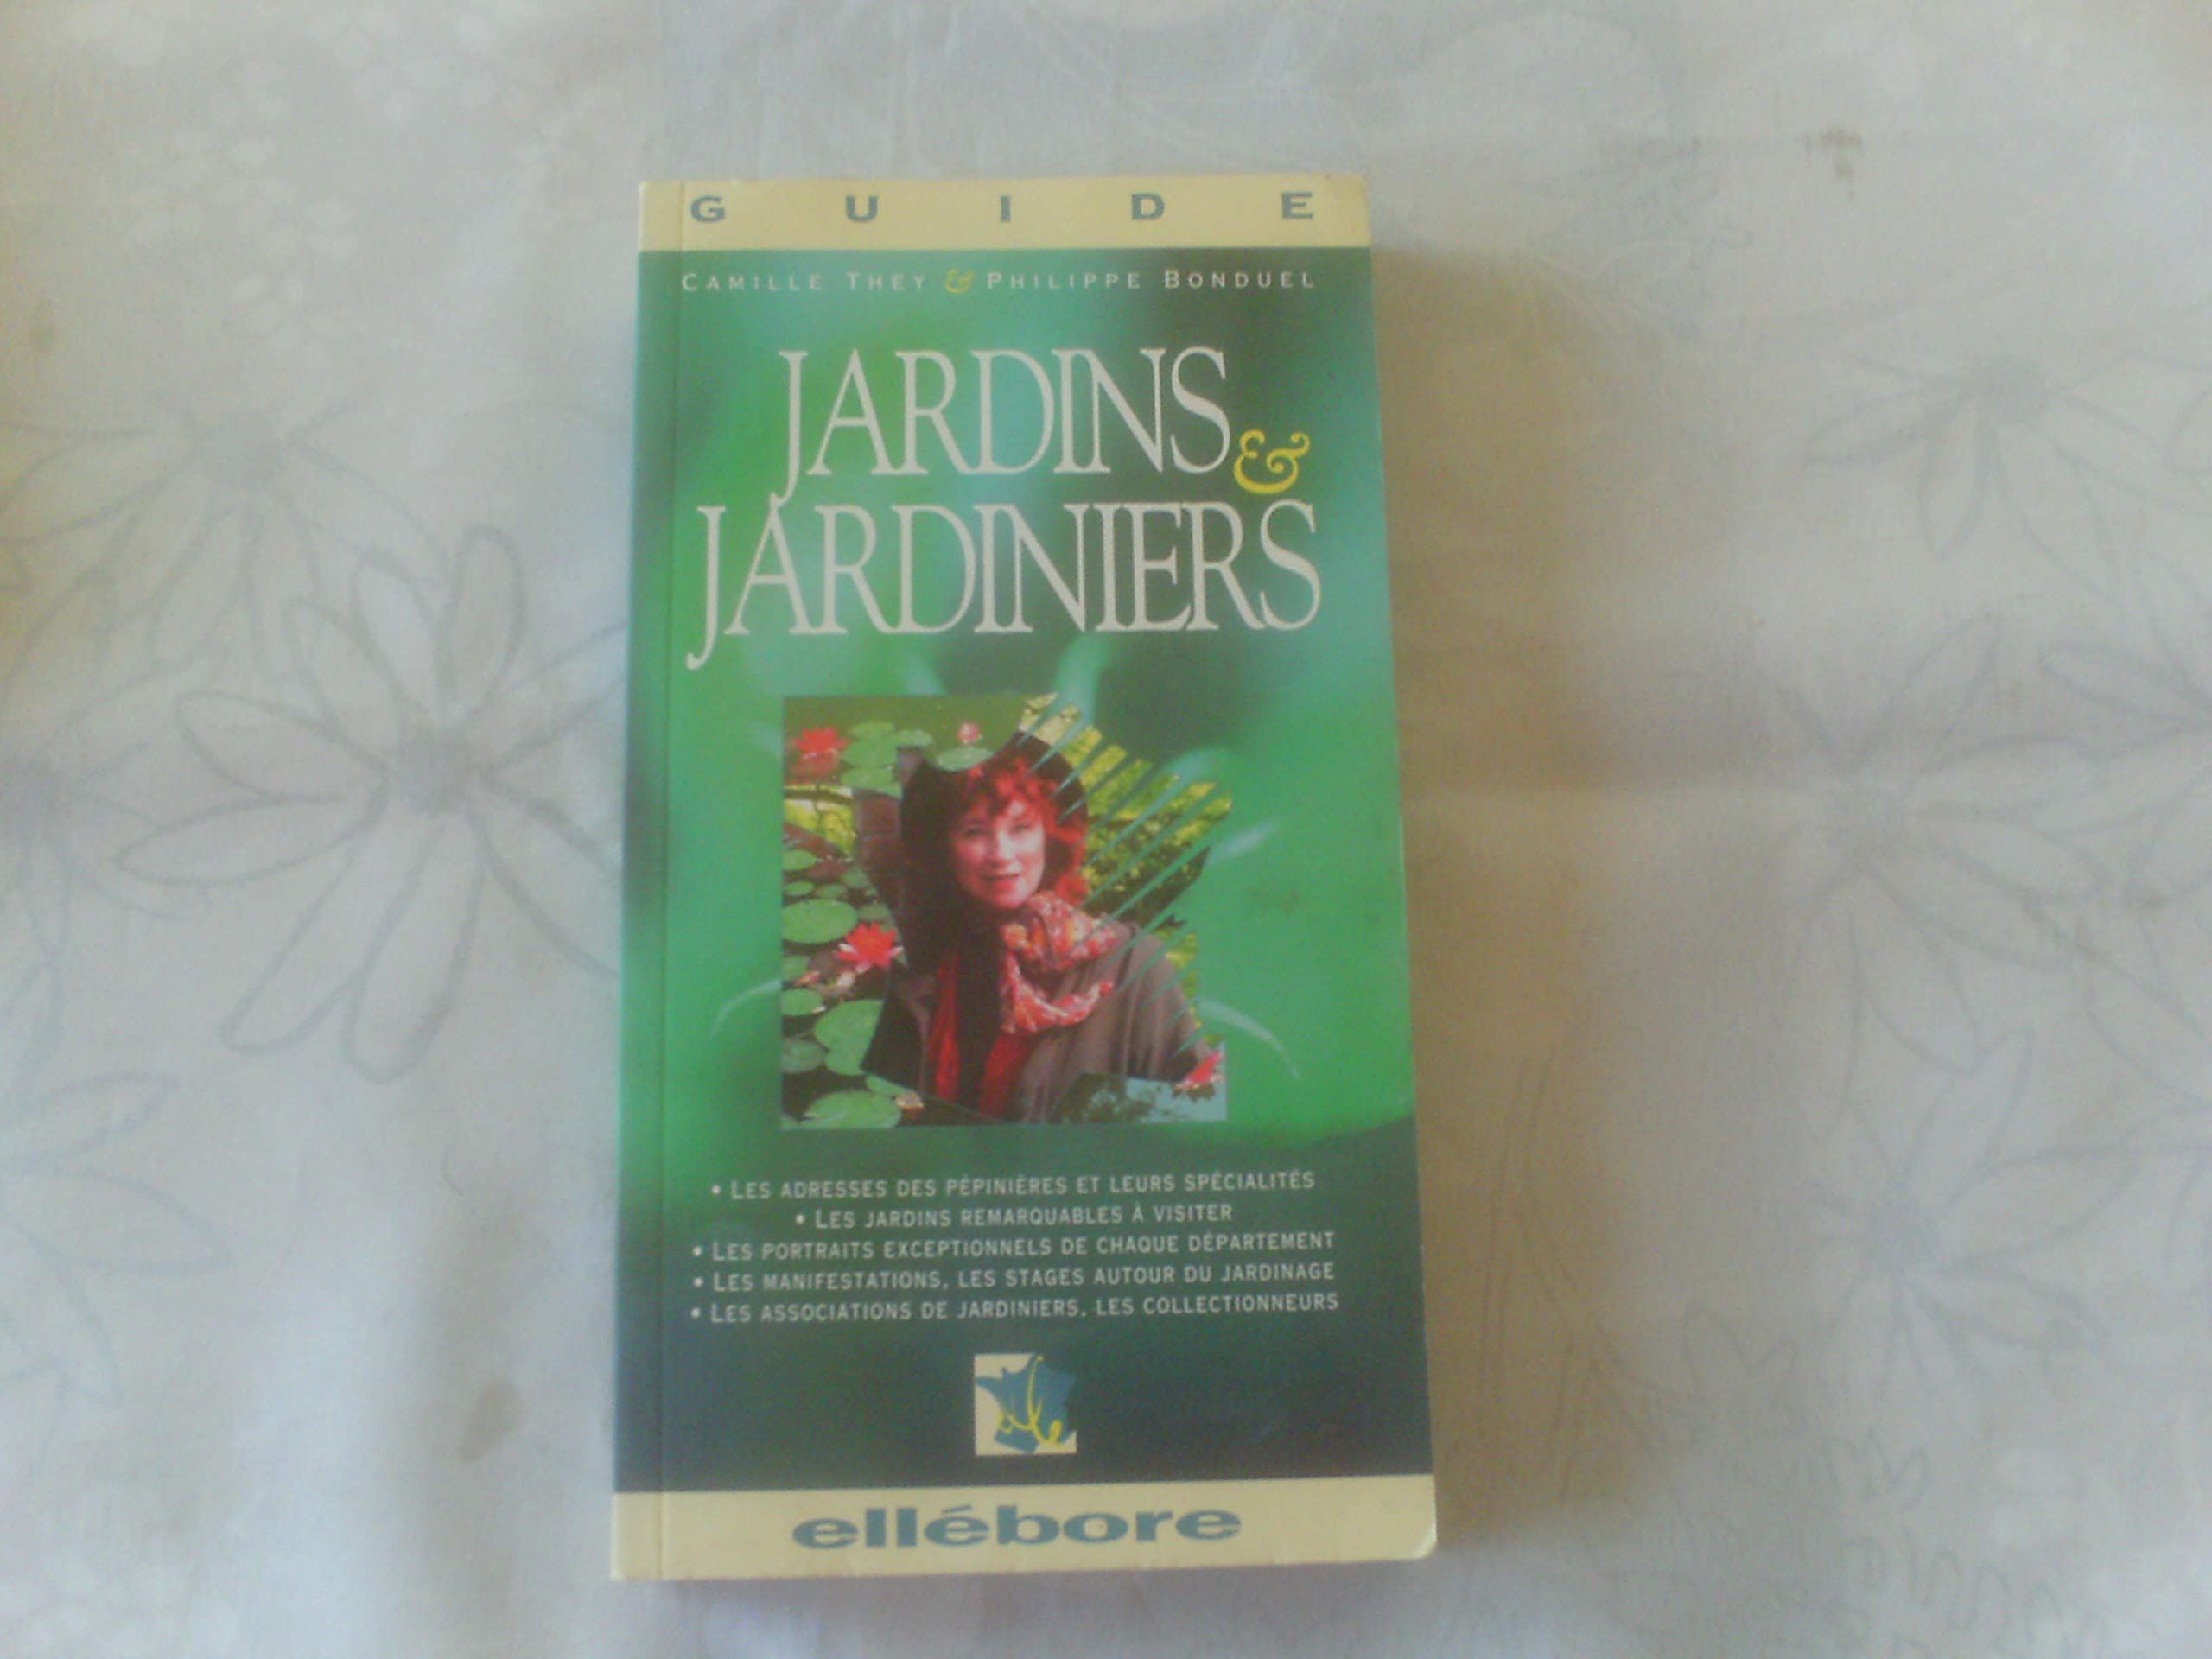 GUIDE
CAMILLE THEY & PHILIPPE BONDUEL
JARDINS &
JARDINIERS
• LES ADRESSES DES PÉPINIÈRES ET LEURS SPÉCIALITÉS
• LES JARDINS REMARQUABLES À VISITER
• LES PORTRAITS EXCEPTIONNELS DE CHAQUE DÉPARTEMENT
• LES MANIFESTATIONS, LES STAGES AUTOUR DU JARDINAGE
• LES ASSOCIATIONS DE JARDINIERS, LES COLLECTIONNEURS
ellébore